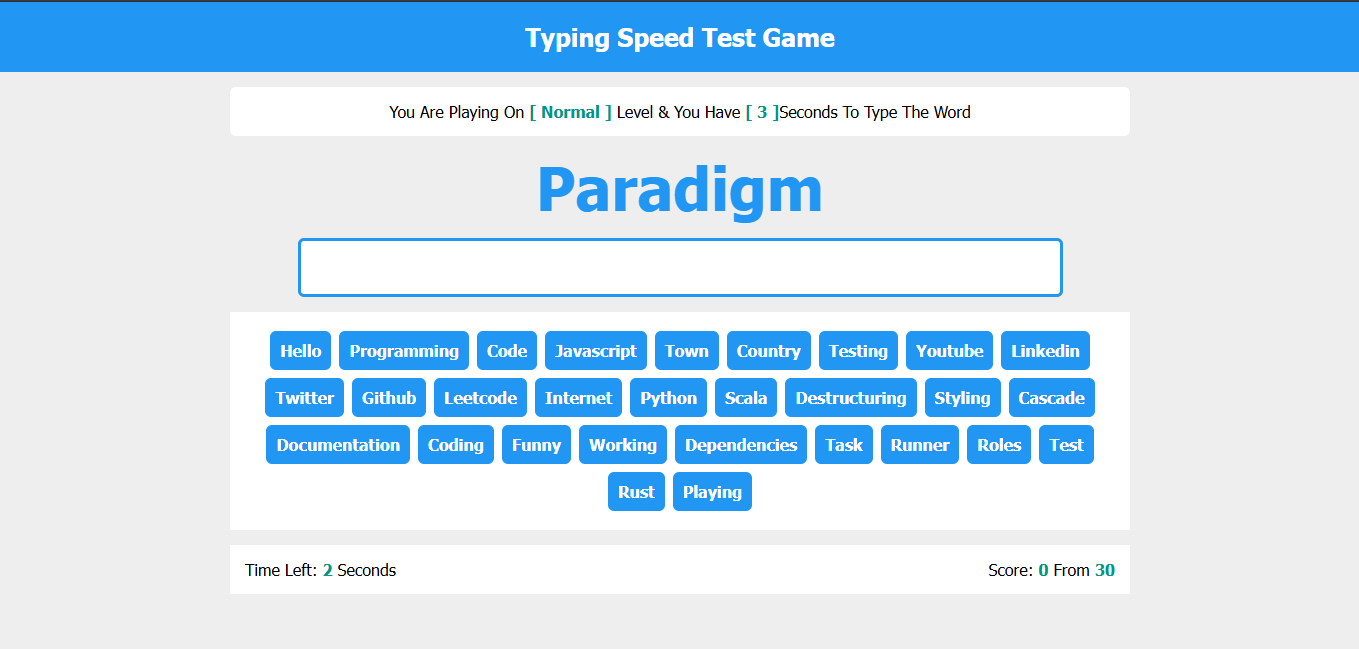 Typing Speed Test Game
You Are Playing On [ Normal ] Level & You Have [ 3 ]Seconds To Type The Word
Paradigm
Hello Programming Code Javascript Town Country Testing Youtube Linkedin
Twitter Github Leetcode Internet Python Scala Destructuring Styling Cascade
Documentation Coding Funny Working Dependencies Task Runner Roles Test
Rust Playing
Time Left: 2 Seconds Score: 0 From 30